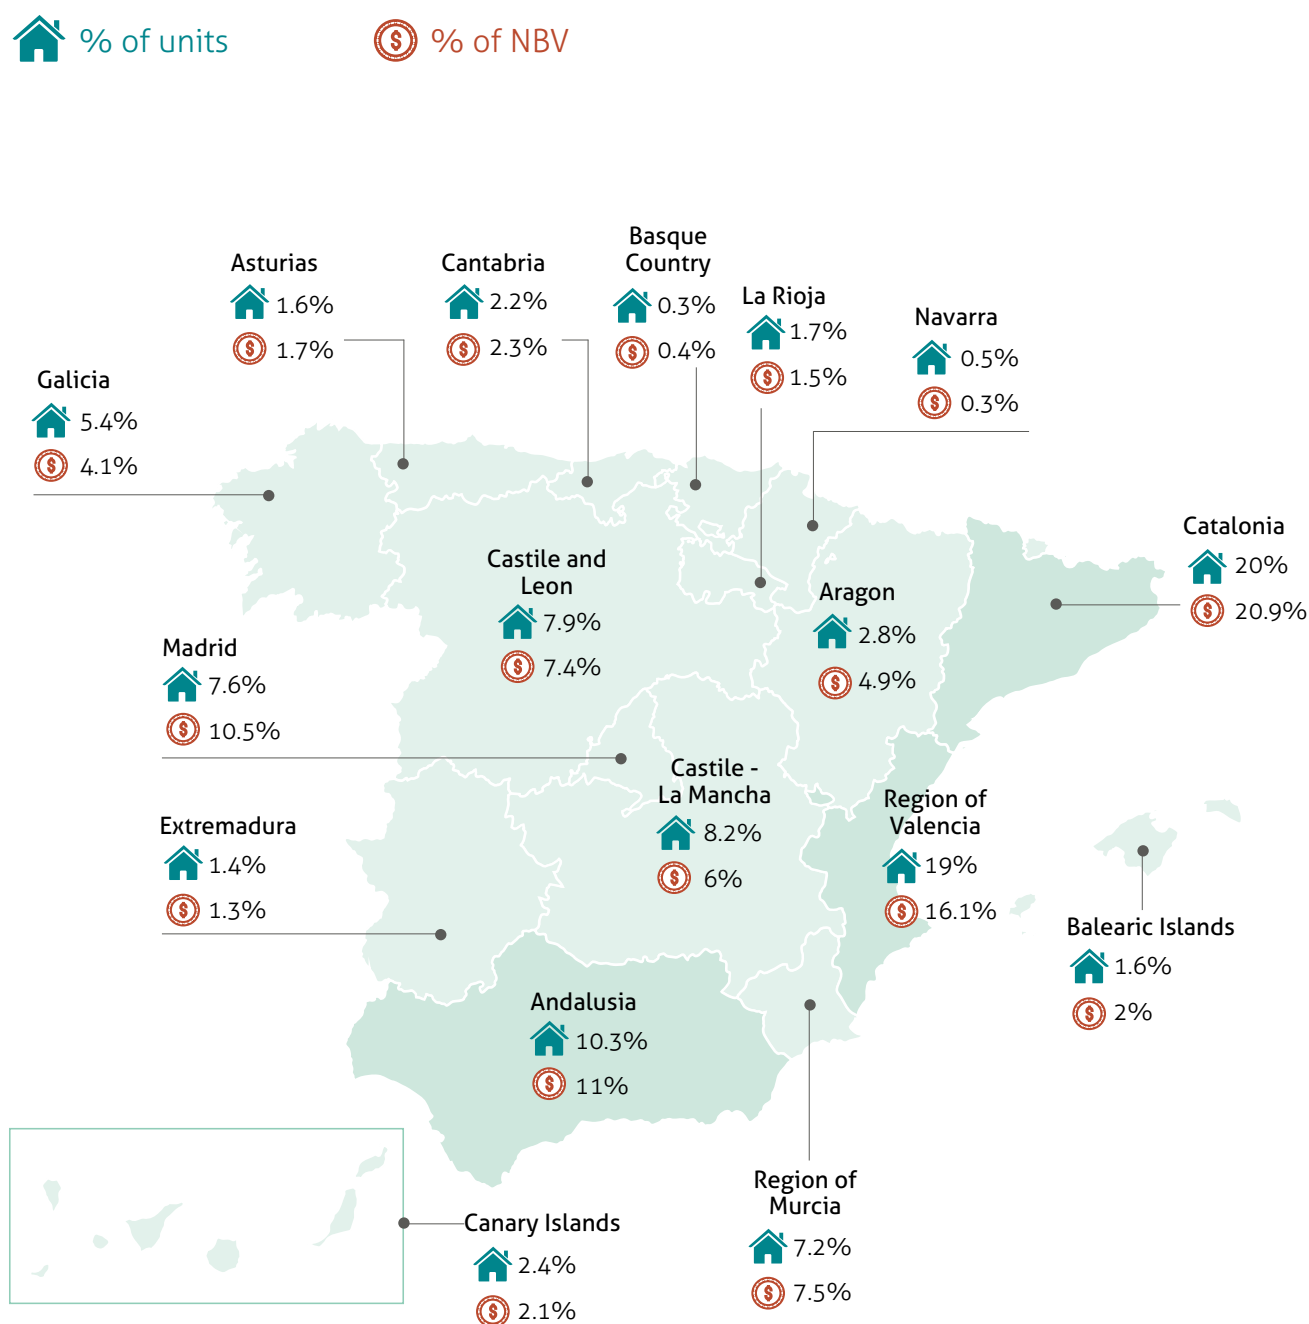 % of units
% of NBV
Asturias
1.6%
1.7%
Cantabria
2.2%
2.3%
Basque
Country
0.3%
0.4%
La Rioja
1.7%
1.5%
Navarra
0.5%
0.3%
Galicia
5.4%
4.1%
Catalonia
20%
20.9%
Castile and
Leon
7.9%
7.4%
Aragon
2.8%
4.9%
Madrid
7.6%
10.5%
Castile -
La Mancha
8.2%
6%
Region of
Valencia
19%
16.1%
Extremadura
1.4%
1.3%
Balearic Islands
1.6%
2%
Andalusia
10.3%
11%
Region of
Murcia
7.2%
7.5%
Canary Islands
2.4%
2.1%